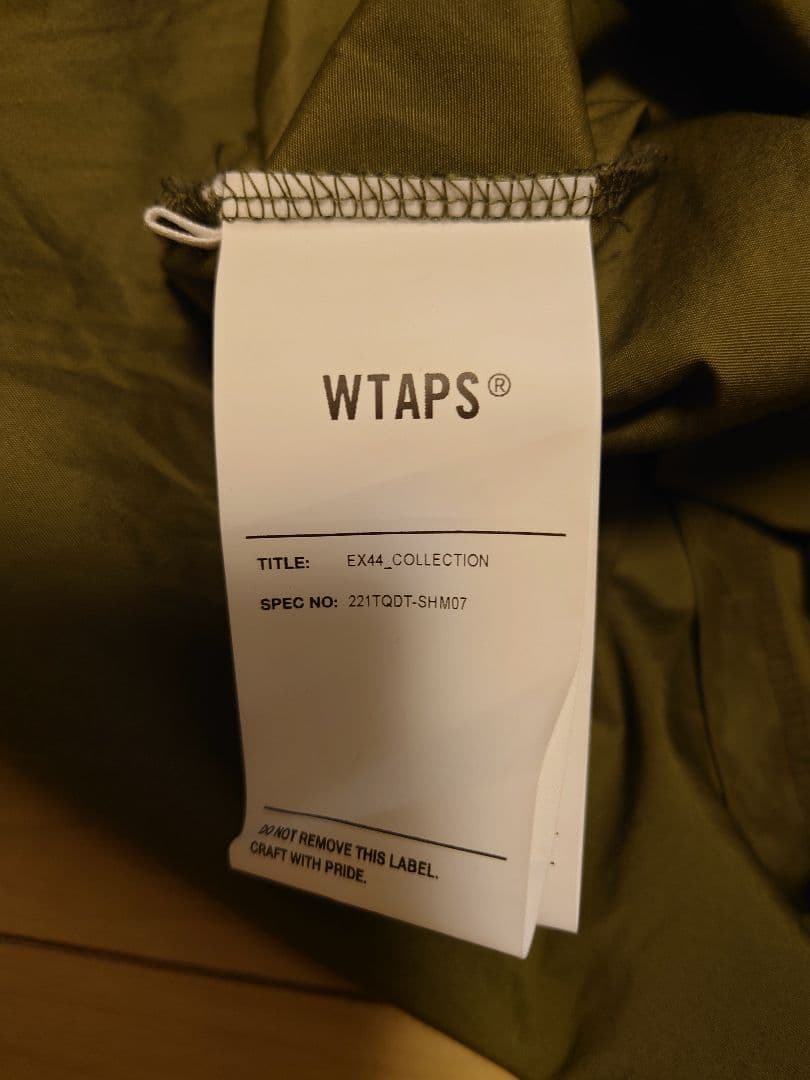 WTAPS®
TITLE: EX44_COLLECTION
SPEC NO: 221TQDT-SHM07
DO NOT REMOVE THIS LABEL.
CRAFT WITH PRIDE.